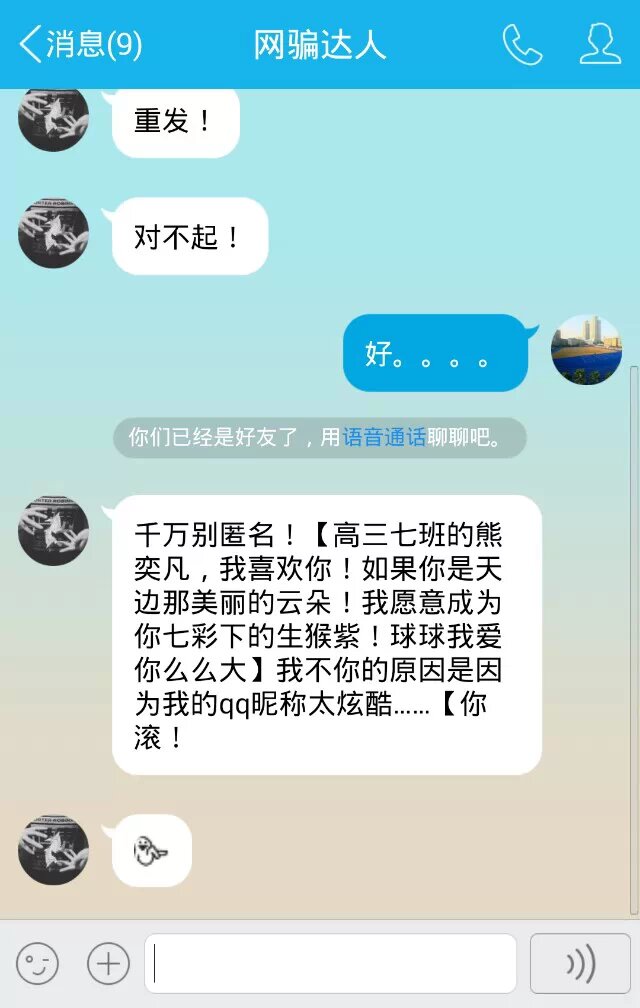 消息(9)
网骗达人
重发！
对不起！
好。。。。
你们已经是好友了，用语音通话聊聊吧。
千万别匿名！【高三七班的熊
奕凡，我喜欢你！如果你是天
边那美丽的云朵！我愿意成为
你七彩下的生猴紫！球球我爱
你么么大】我不你的原因是因
为我的qq昵称太炫酷……【你
滚！